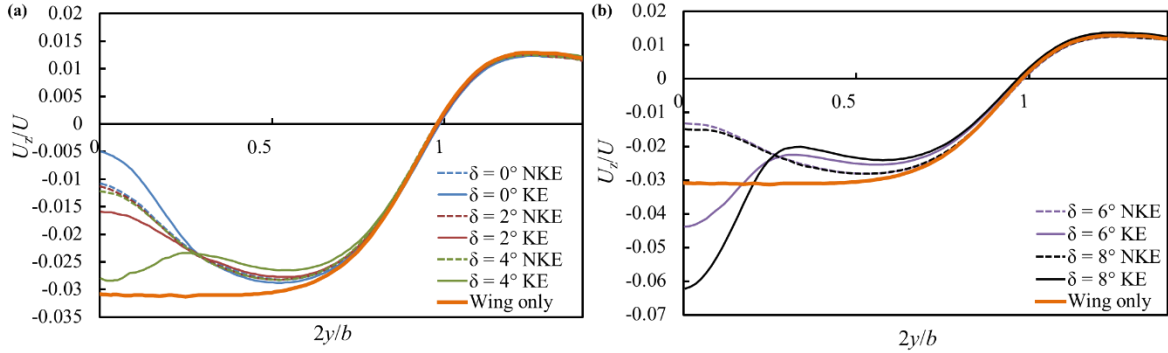 (a)
0.02
0.015
0.01
0.005
0
-0.005
-0.01
-0.015
-0.02
-0.025
-0.03
-0.035
U_z/U
0
0.5
1
2y/b
δ = 0° NKE
δ = 0° KE
δ = 2° NKE
δ = 2° KE
δ = 4° NKE
δ = 4° KE
Wing only
(b)
0.02
0.01
0
-0.01
-0.02
-0.03
-0.04
-0.05
-0.06
-0.07
U_z/U
0
0.5
1
2y/b
δ = 6° NKE
δ = 6° KE
δ = 8° NKE
δ = 8° KE
Wing only